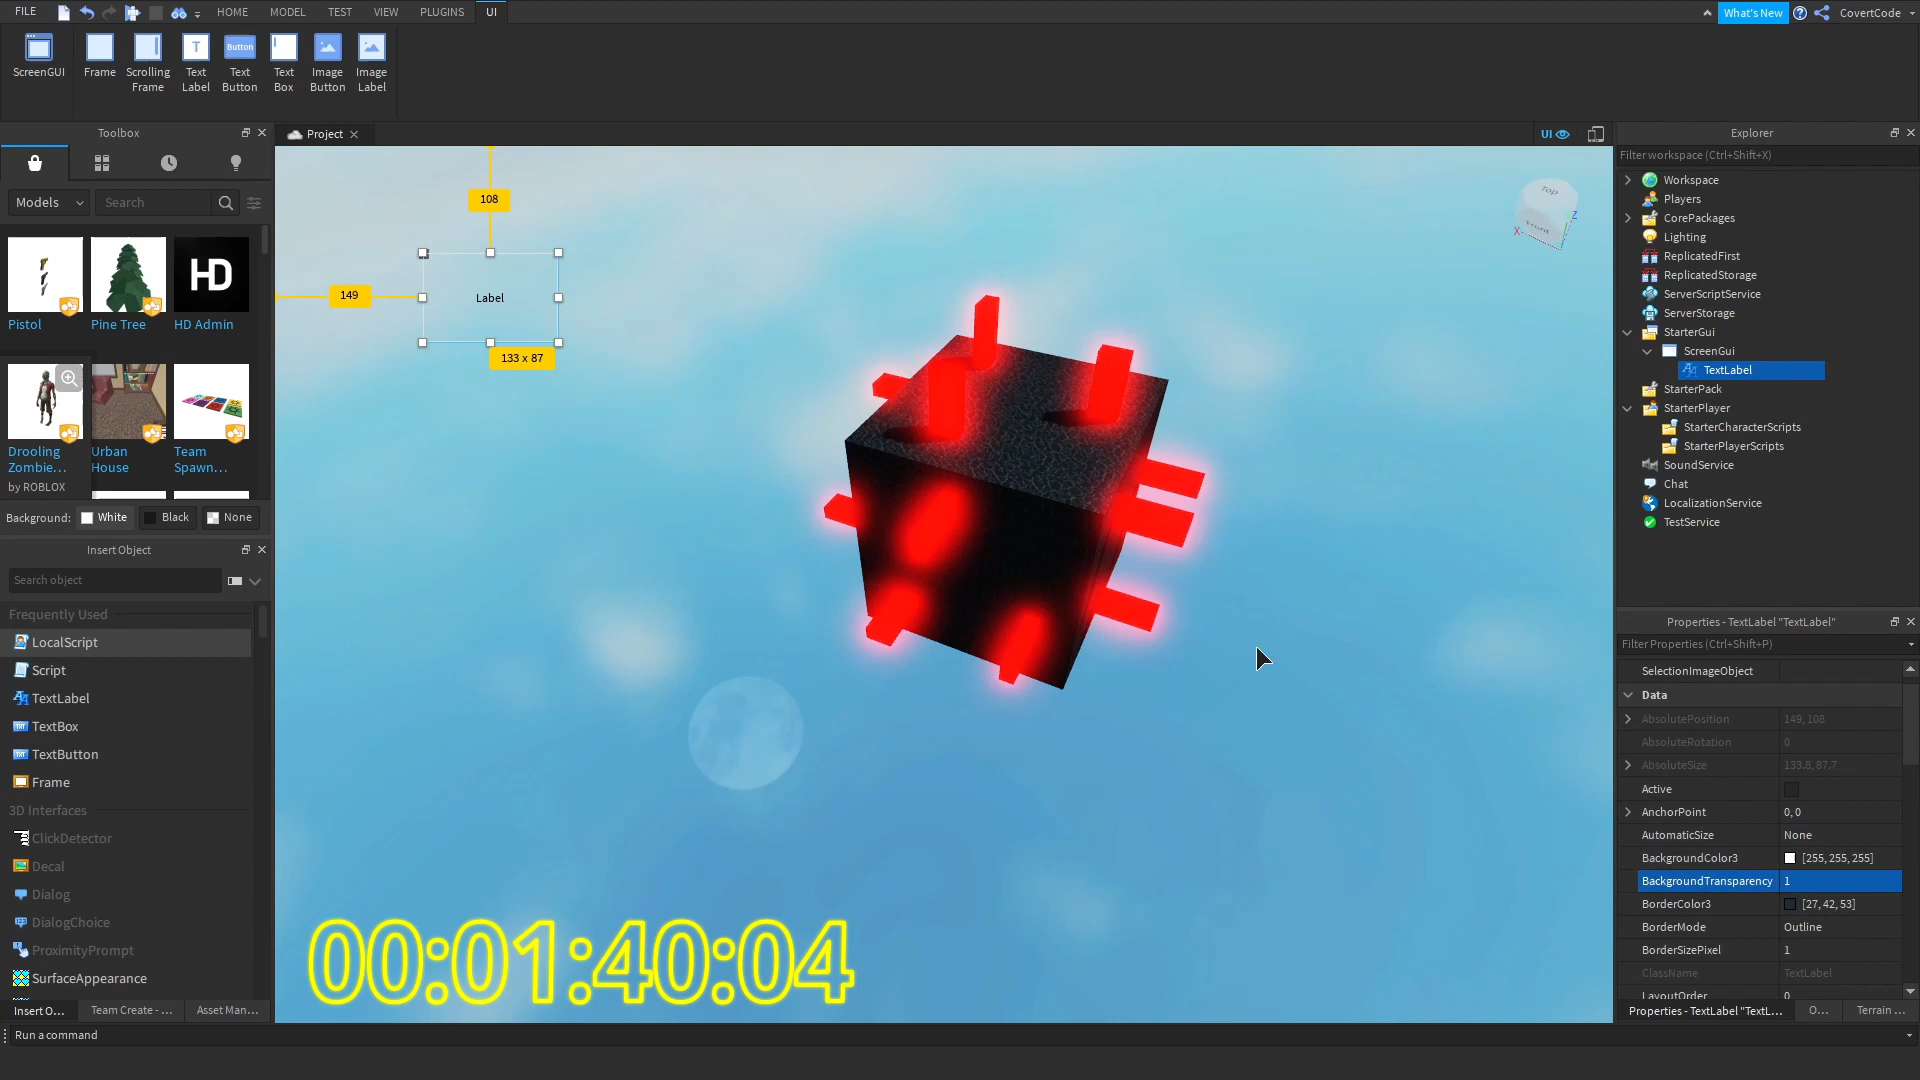 FILE
HOME
MODEL
TEST
VIEW
PLUGINS
UI
What's New
CovertCode
ScreenGUI
Frame
Scrolling
Frame
Text
Label
Button
Text
Button
Text
Box
Image
Button
Image
Label
Toolbox
Models
Search
Pistol
Pine Tree
HD
HD Admin
Drooling
Zombie...
by ROBLOX
Urban
House
Team
Spawn...
Background:
White
Black
None
Insert Object
Search object
Frequently Used
LocalScript
Script
TextLabel
TextBox
TextButton
Frame
3D Interfaces
ClickDetector
Decal
Dialog
DialogChoice
ProximityPrompt
SurfaceAppearance
Insert O...
Team Create - ...
Asset Man...
Run a command
Project
UI
108
149
Label
133 x 87
Top
Front
X
Z
00:01:40:04
Explorer
Filter workspace (Ctrl+Shift+X)
Workspace
Players
CorePackages
Lighting
ReplicatedFirst
ReplicatedStorage
ServerScriptService
ServerStorage
StarterGui
ScreenGui
TextLabel
StarterPack
StarterPlayer
StarterCharacterScripts
StarterPlayerScripts
SoundService
Chat
LocalizationService
TestService
Properties - TextLabel "TextLabel"
Filter Properties (Ctrl+Shift+P)
SelectionImageObject
Data
AbsolutePosition 149, 108
AbsoluteRotation 0
AbsoluteSize 133.8, 87.7
Active
AnchorPoint 0, 0
AutomaticSize None
BackgroundColor3 [255, 255, 255]
BackgroundTransparency 1
BorderColor3 [27, 42, 53]
BorderMode Outline
BorderSizePixel 1
ClassName TextLabel
LayoutOrder 0
Properties - TextLabel "TextL...
O...
Terrain ...